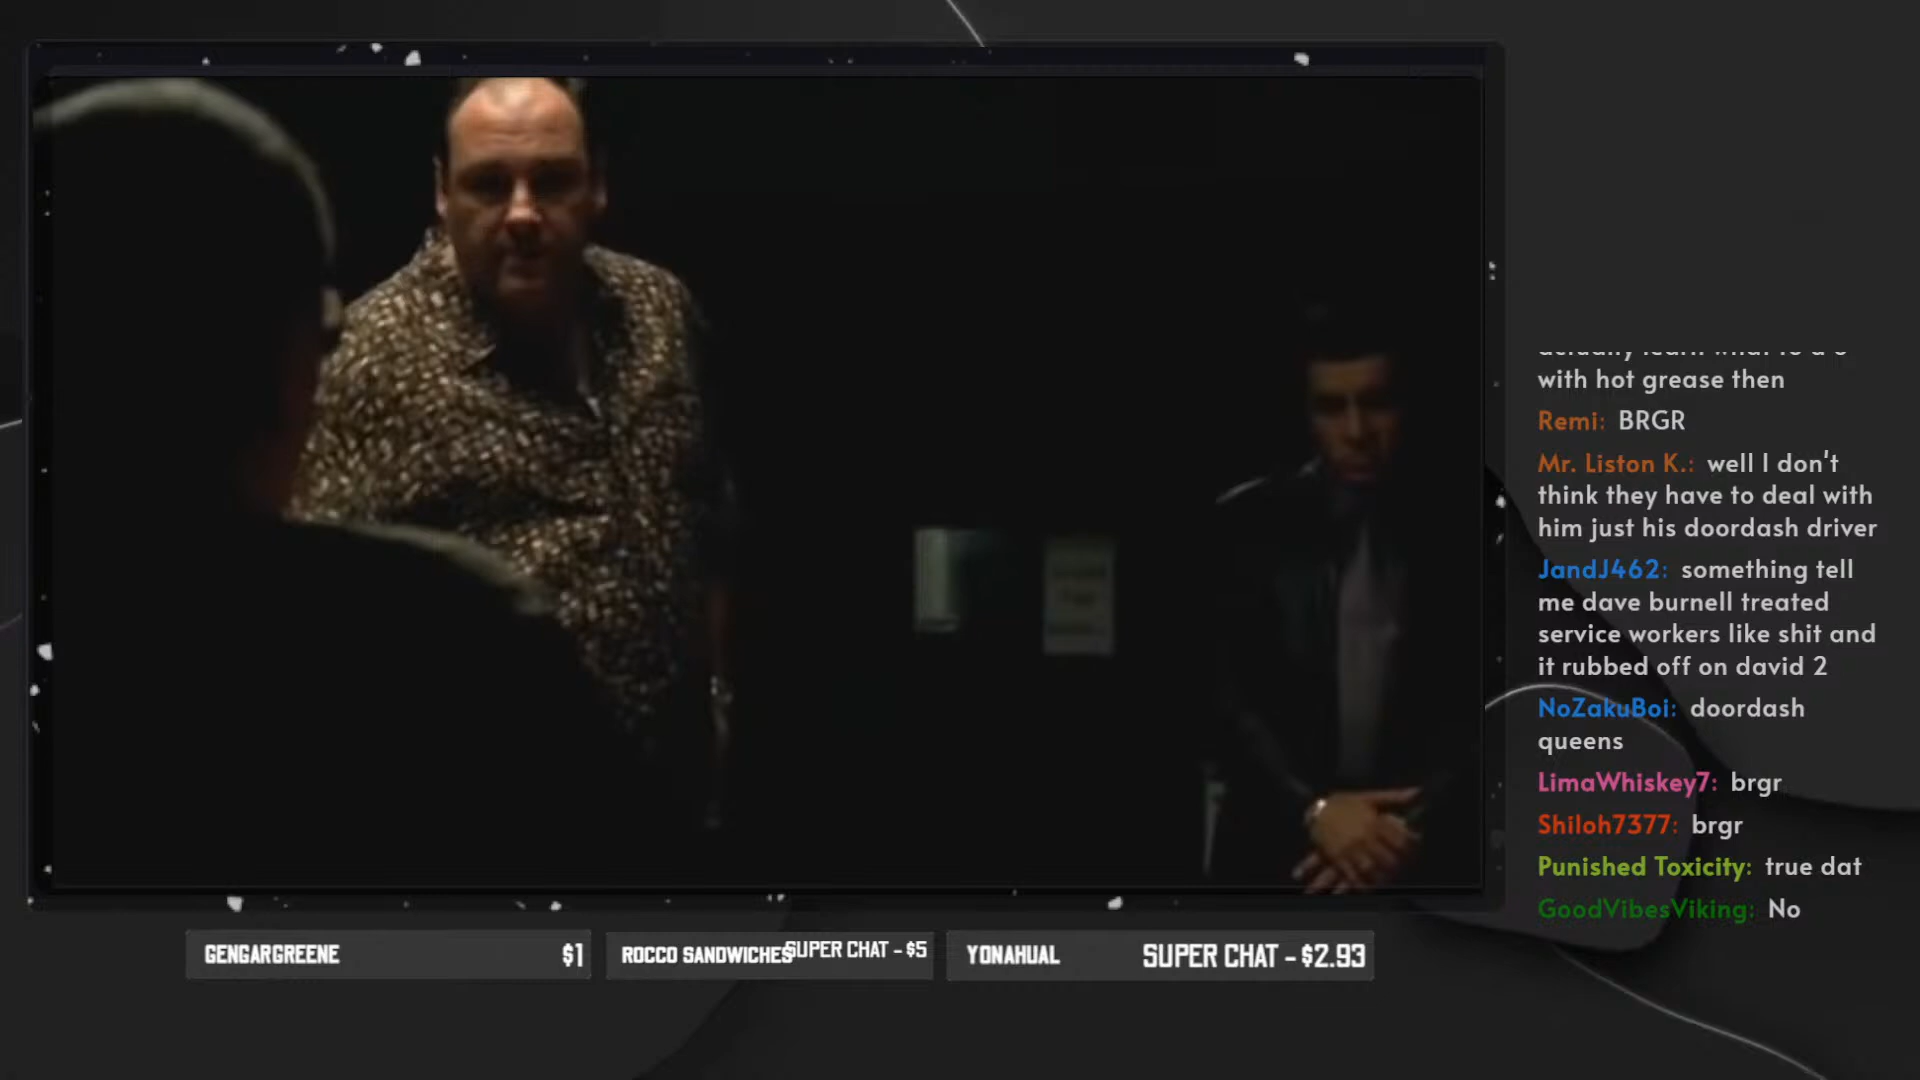 with hot grease then
Remi: BRGR
Mr. Liston K.: well I don't
think they have to deal with
him just his doordash driver
JandJ462: something tell
me dave burnell treated
service workers like shit and
it rubbed off on david 2
NoZakuBoi: doordash
queens
LimaWhiskey7: brgr
Shiloh7377: brgr
Punished Toxicity: true dat
GoodVibesViking: No
GENGARGREENE $1
ROCCO SANDWICHES SUPER CHAT - $5
YONAHUAL SUPER CHAT - $2.93